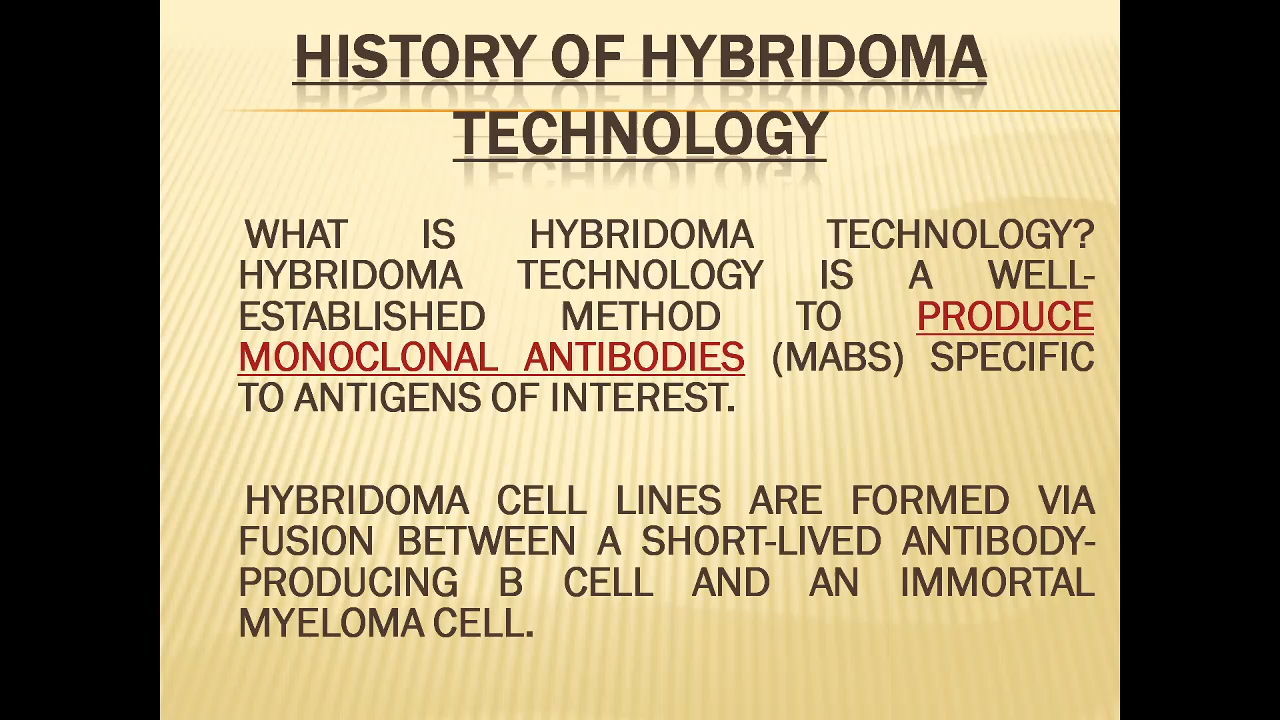 HISTORY OF HYBRIDOMA
TECHNOLOGY
WHAT IS HYBRIDOMA TECHNOLOGY?
HYBRIDOMA TECHNOLOGY IS A WELL-
ESTABLISHED METHOD TO PRODUCE
MONOCLONAL ANTIBODIES (MABS) SPECIFIC
TO ANTIGENS OF INTEREST.
HYBRIDOMA CELL LINES ARE FORMED VIA
FUSION BETWEEN A SHORT-LIVED ANTIBODY-
PRODUCING B CELL AND AN IMMORTAL
MYELOMA CELL.